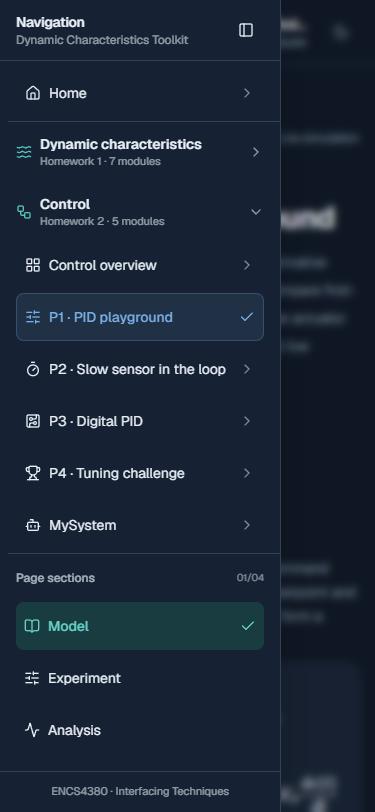 Navigation
Dynamic Characteristics Toolkit
Home
Dynamic characteristics
Homework 1 · 7 modules
Control
Homework 2 · 5 modules
Control overview
P1 · PID playground
P2 · Slow sensor in the loop
P3 · Digital PID
P4 · Tuning challenge
MySystem
Page sections 01/04
Model
Experiment
Analysis
ENCS4380 · Interfacing Techniques